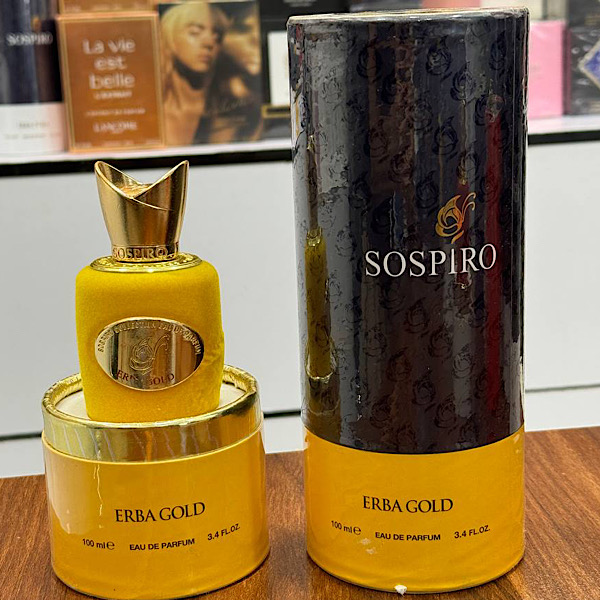 SOSPIRO
La vie
est
belle
LANCÔME
SOSPIRO
SOSPIRO
ERBA GOLD
ERBA GOLD
100 ml e EAU DE PARFUM 3.4 FL.OZ.
ERBA GOLD
100 ml e EAU DE PARFUM 3.4 FL.OZ.